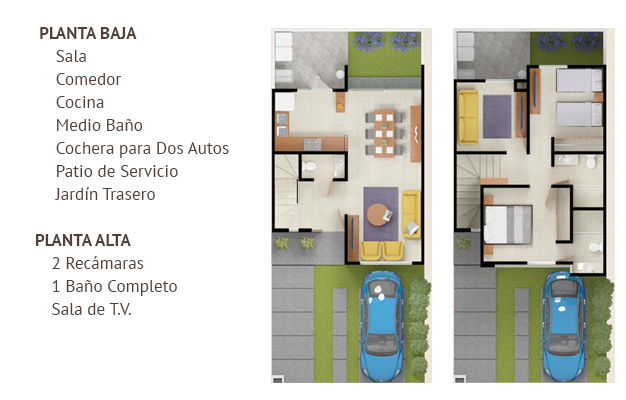 PLANTA BAJA
Sala
Comedor
Cocina
Medio Baño
Cochera para Dos Autos
Patio de Servicio
Jardín Trasero
PLANTA ALTA
2 Recámaras
1 Baño Completo
Sala de T.V.